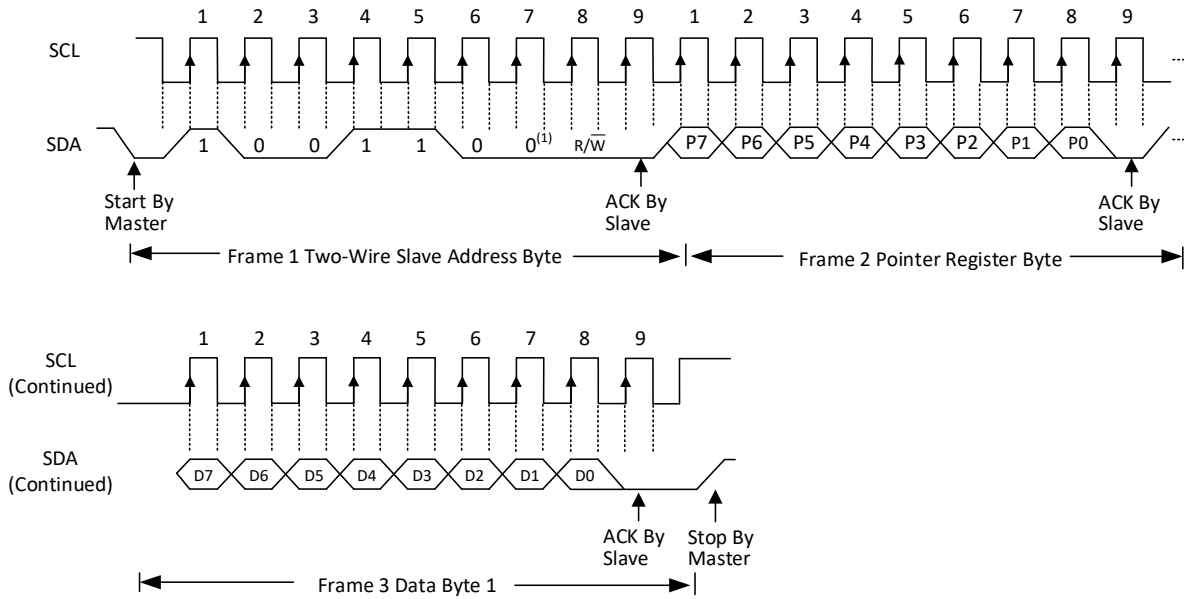 1 2 3 4 5 6 7 8 9 1 2 3 4 5 6 7 8 9
SCL
SDA
1 0 0 1 1 0 0(1) R/W̅ P7 P6 P5 P4 P3 P2 P1 P0
Start By
Master
ACK By
Slave
ACK By
Slave
Frame 1 Two-Wire Slave Address Byte
Frame 2 Pointer Register Byte
1 2 3 4 5 6 7 8 9
SCL
(Continued)
SDA
(Continued)
D7 D6 D5 D4 D3 D2 D1 D0
ACK By
Slave
Stop By
Master
Frame 3 Data Byte 1